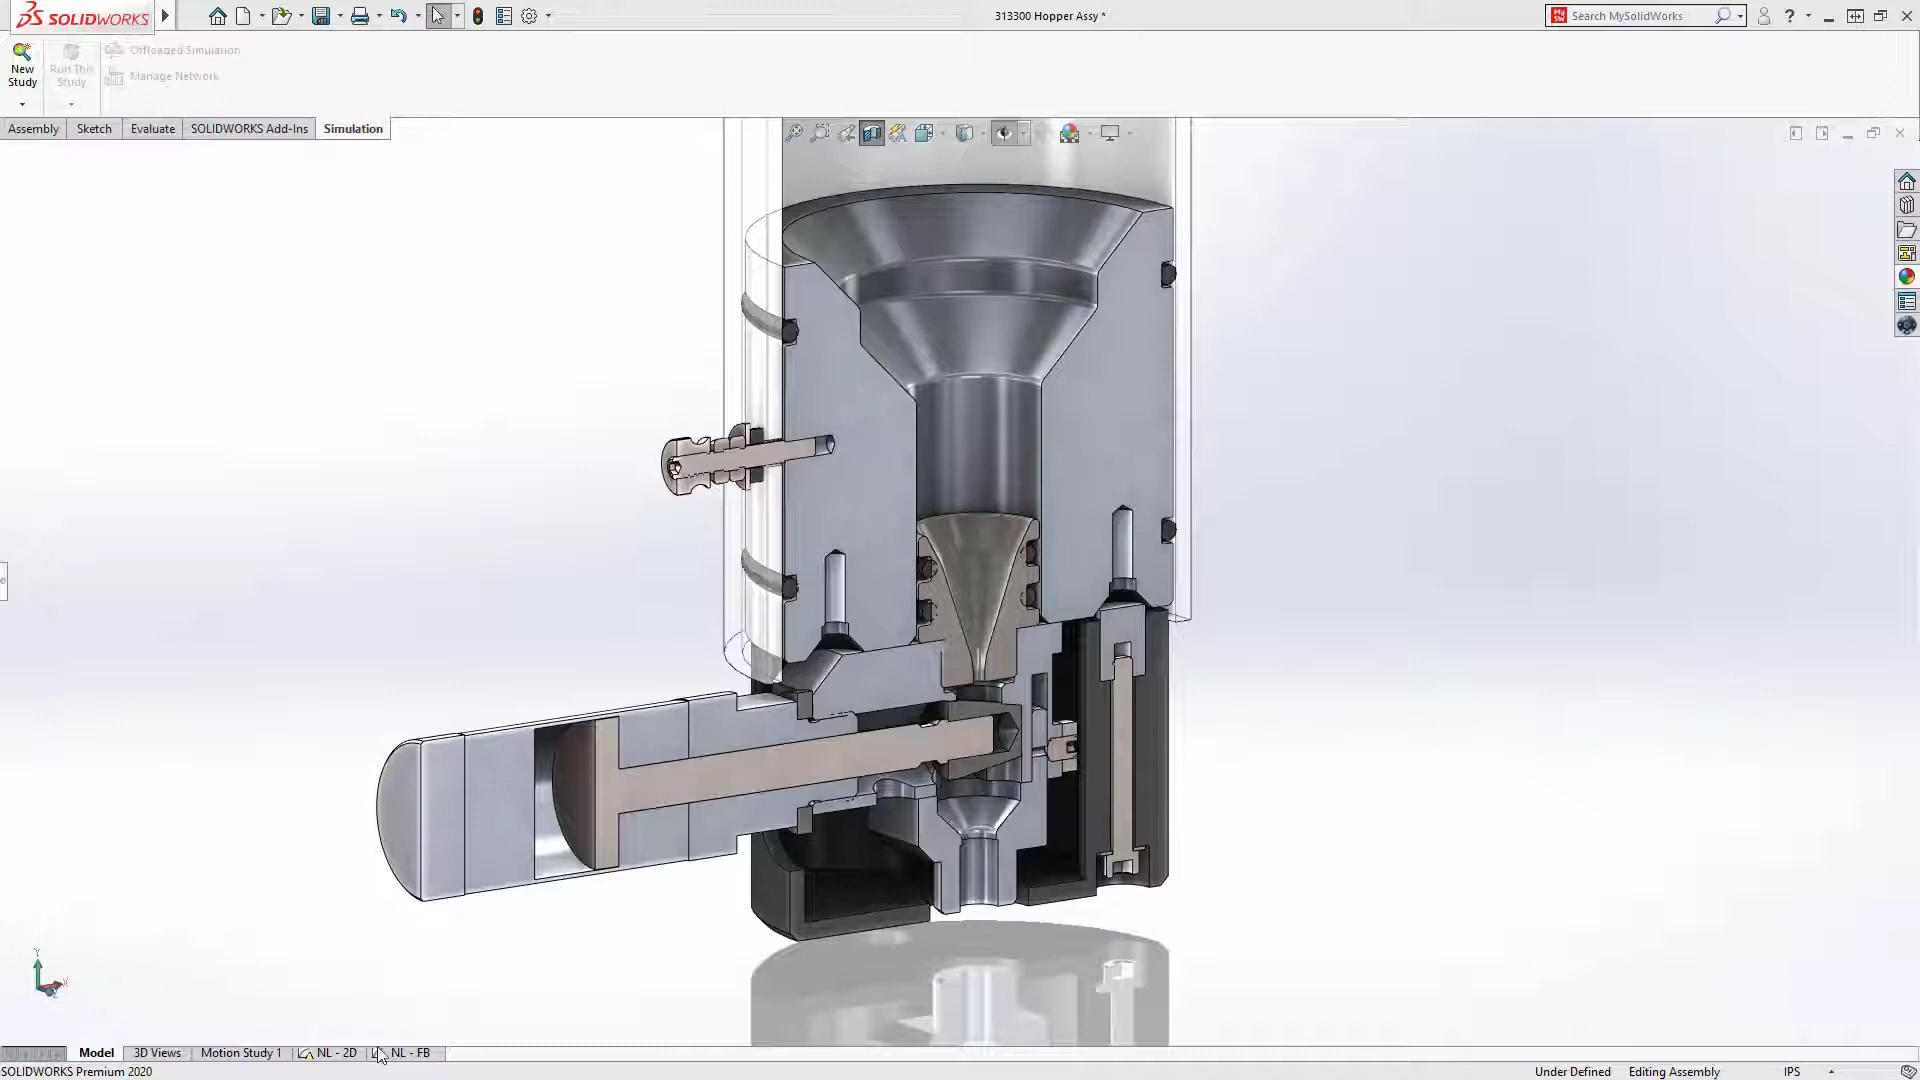 SOLIDWORKS
313300 Hopper Assy *
My
SW
Search MySolidWorks
?
New
Study
Run This
Study
Offloaded Simulation
Manage Network
Assembly
Sketch
Evaluate
SOLIDWORKS Add-Ins
Simulation
Y
X
Z
Model
3D Views
Motion Study 1
NL - 2D
NL - FB
SOLIDWORKS Premium 2020
Under Defined
Editing Assembly
IPS